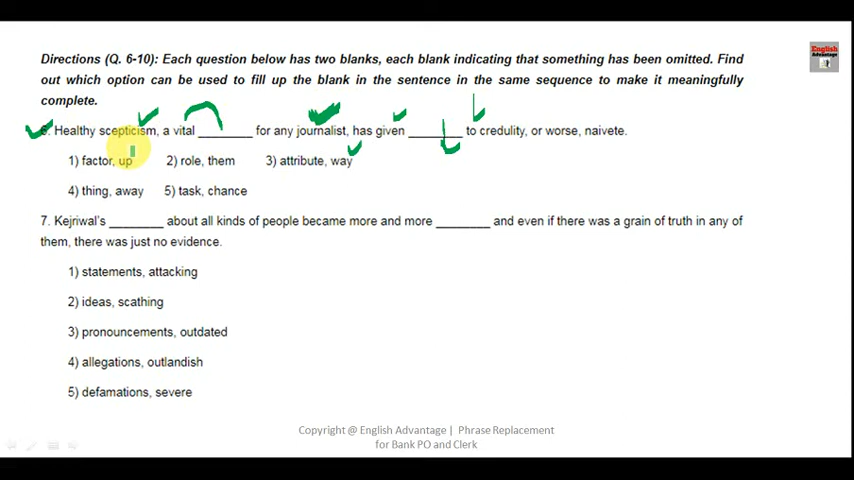 English
Advantage
Directions (Q. 6-10): Each question below has two blanks, each blank indicating that something has been omitted. Find
out which option can be used to fill up the blank in the sentence in the same sequence to make it meaningfully
complete.
6. Healthy scepticism, a vital ________ for any journalist, has given ________ to credulity, or worse, naivete.
1) factor, up 2) role, them 3) attribute, way
4) thing, away 5) task, chance
7. Kejriwal's ________ about all kinds of people became more and more ________ and even if there was a grain of truth in any of
them, there was just no evidence.
1) statements, attacking
2) ideas, scathing
3) pronouncements, outdated
4) allegations, outlandish
5) defamations, severe
Copyright @ English Advantage | Phrase Replacement
for Bank PO and Clerk